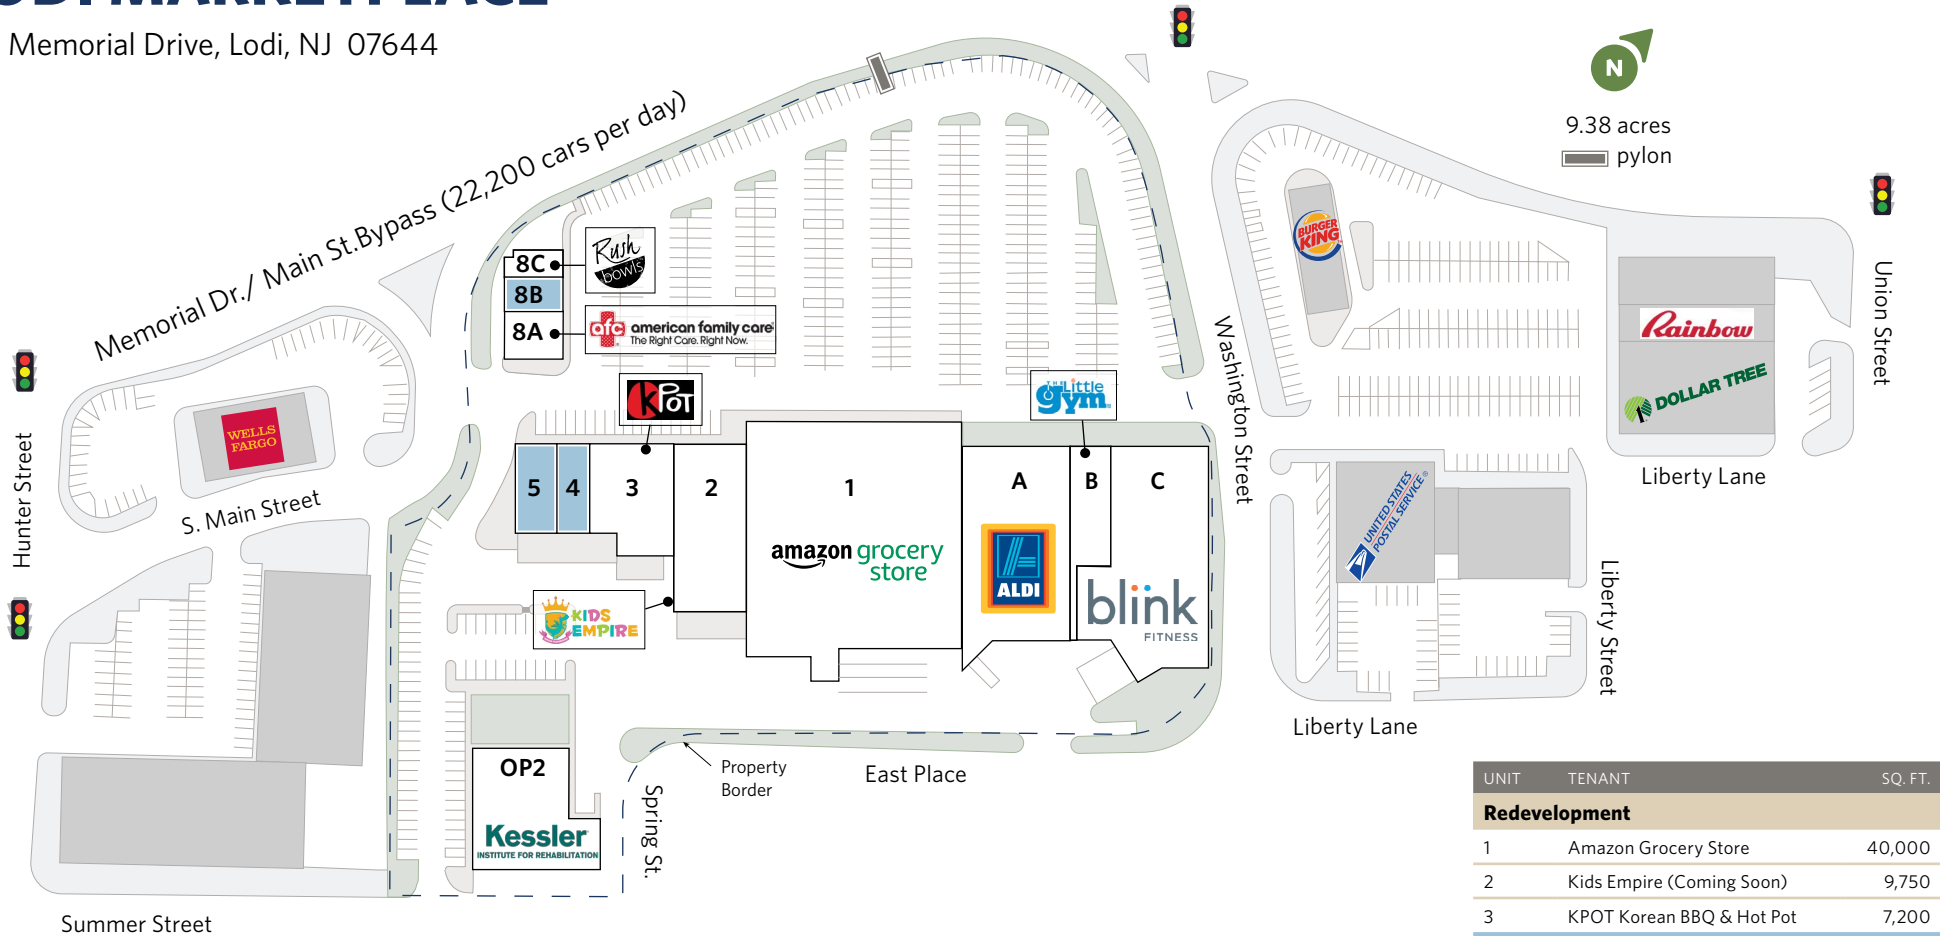 MARKETPLACE
Memorial Drive, Lodi, NJ 07644
Memorial Dr./ Main St.Bypass (22,200 cars per day)
N
9.38 acres
pylon
8C
Rush
bowls
8B
8A
afc american family care
The Right Care. Right Now.
BURGER
KING
Rainbow
DOLLAR TREE
Union Street
Washington Street
Hunter Street
WELLS
FARGO
S. Main Street
KPOT
THE
Little
gym
5
4
3
2
1
A
B
C
amazon grocery
store
ALDI
blink
FITNESS
KIDS
EMPIRE
UNITED STATES
POSTAL SERVICE®
Liberty Lane
Liberty Street
Liberty Lane
OP2
Kessler
INSTITUTE FOR REHABILITATION
Property
Border
East Place
Spring St.
Summer Street
UNIT TENANT SQ. FT.
Redevelopment
1 Amazon Grocery Store 40,000
2 Kids Empire (Coming Soon) 9,750
3 KPOT Korean BBQ & Hot Pot 7,200